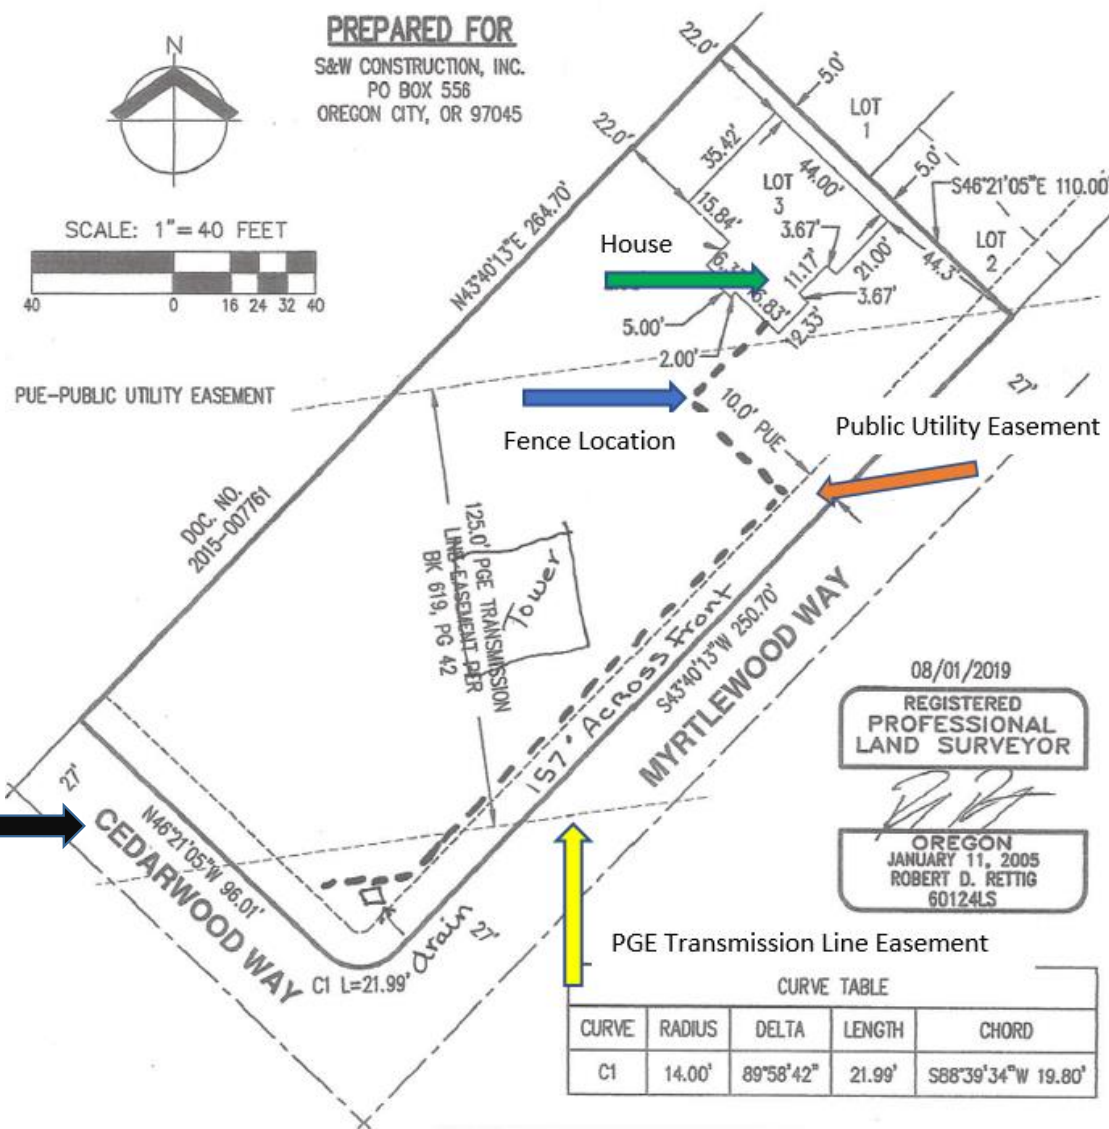 PREPARED FOR
S&W CONSTRUCTION, INC.
PO BOX 556
OREGON CITY, OR 97045
N
SCALE: 1"= 40 FEET
40 0 16 24 32 40
PUE-PUBLIC UTILITY EASEMENT
22.0'
5.0'
LOT
1
22.0'
35.42'
44.00'
5.0'
S46°21'05"E 110.00'
LOT
3
15.84'
3.67'
LOT
2
N43°40'13"E 264.70'
House
11.17'
21.00'
44.3'
3.67'
6.83'
12.33'
5.00'
2.00'
27'
10.0' PUE
Public Utility Easement
Fence Location
DOC. NO.
2015-007761
125.0' PGE TRANSMISSION
LINE EASEMENT PER
BK 619, PG 42
Tower
157' Across Front
S43°40'13"W 250.70'
MYRTLEWOOD WAY
08/01/2019
REGISTERED
PROFESSIONAL
LAND SURVEYOR
OREGON
JANUARY 11, 2005
ROBERT D. RETTIG
60124LS
27'
N46°21'05"W 96.01'
CEDARWOOD WAY
drain
27'
C1 L=21.99'
PGE Transmission Line Easement
CURVE TABLE
CURVE RADIUS DELTA LENGTH CHORD
C1 14.00' 89°58'42" 21.99' S88°39'34"W 19.80'